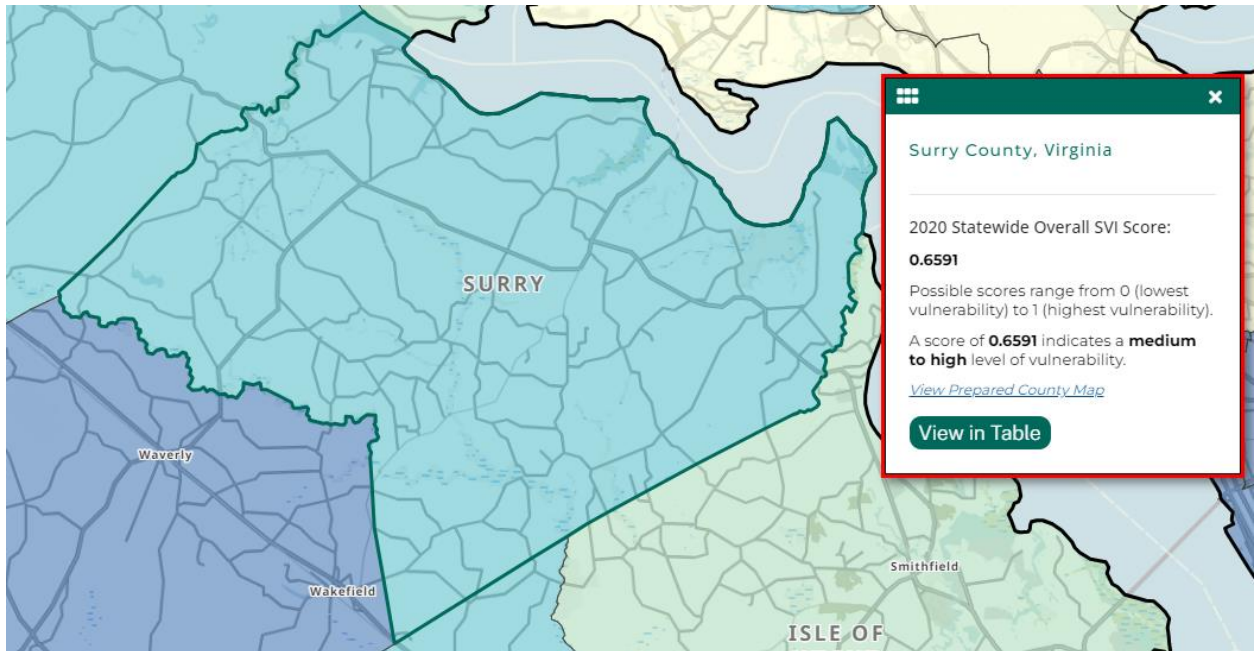 Surry County, Virginia
2020 Statewide Overall SVI Score:
0.6591
Possible scores range from 0 (lowest
vulnerability) to 1 (highest vulnerability).
A score of 0.6591 indicates a medium
to high level of vulnerability.
View Prepared County Map
View in Table
SURRY
Waverly
Wakefield
Smithfield
ISLE OF